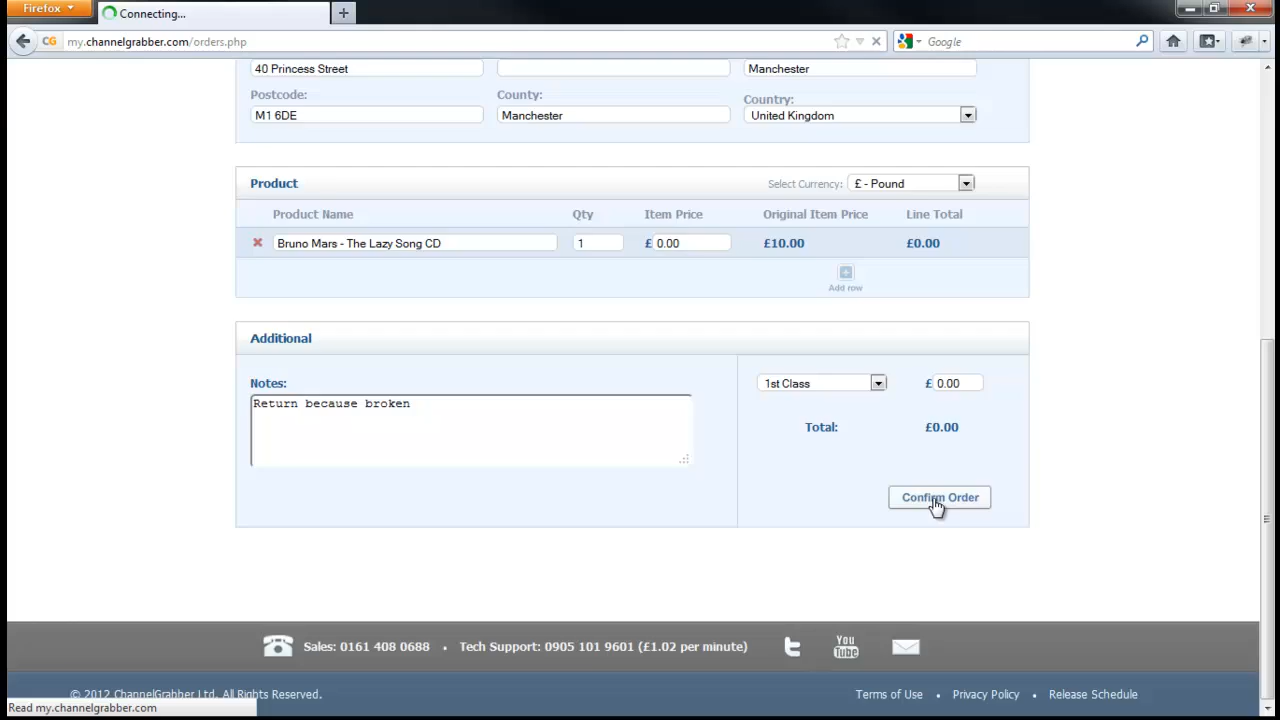 Firefox
Connecting...
CG my.channelgrabber.com/orders.php
Google
40 Princess Street Manchester
Postcode: County: Country:
M1 6DE Manchester United Kingdom
Product Select Currency: £ - Pound
Product Name Qty Item Price Original Item Price Line Total
Bruno Mars - The Lazy Song CD 1 £ 0.00 £10.00 £0.00
Add row
Additional
Notes:
Return because broken
1st Class £ 0.00
Total: £0.00
Confirm Order
Sales: 0161 408 0688 • Tech Support: 0905 101 9601 (£1.02 per minute) You Tube
© 2012 ChannelGrabber Ltd. All Rights Reserved. Terms of Use • Privacy Policy • Release Schedule
Read my.channelgrabber.com